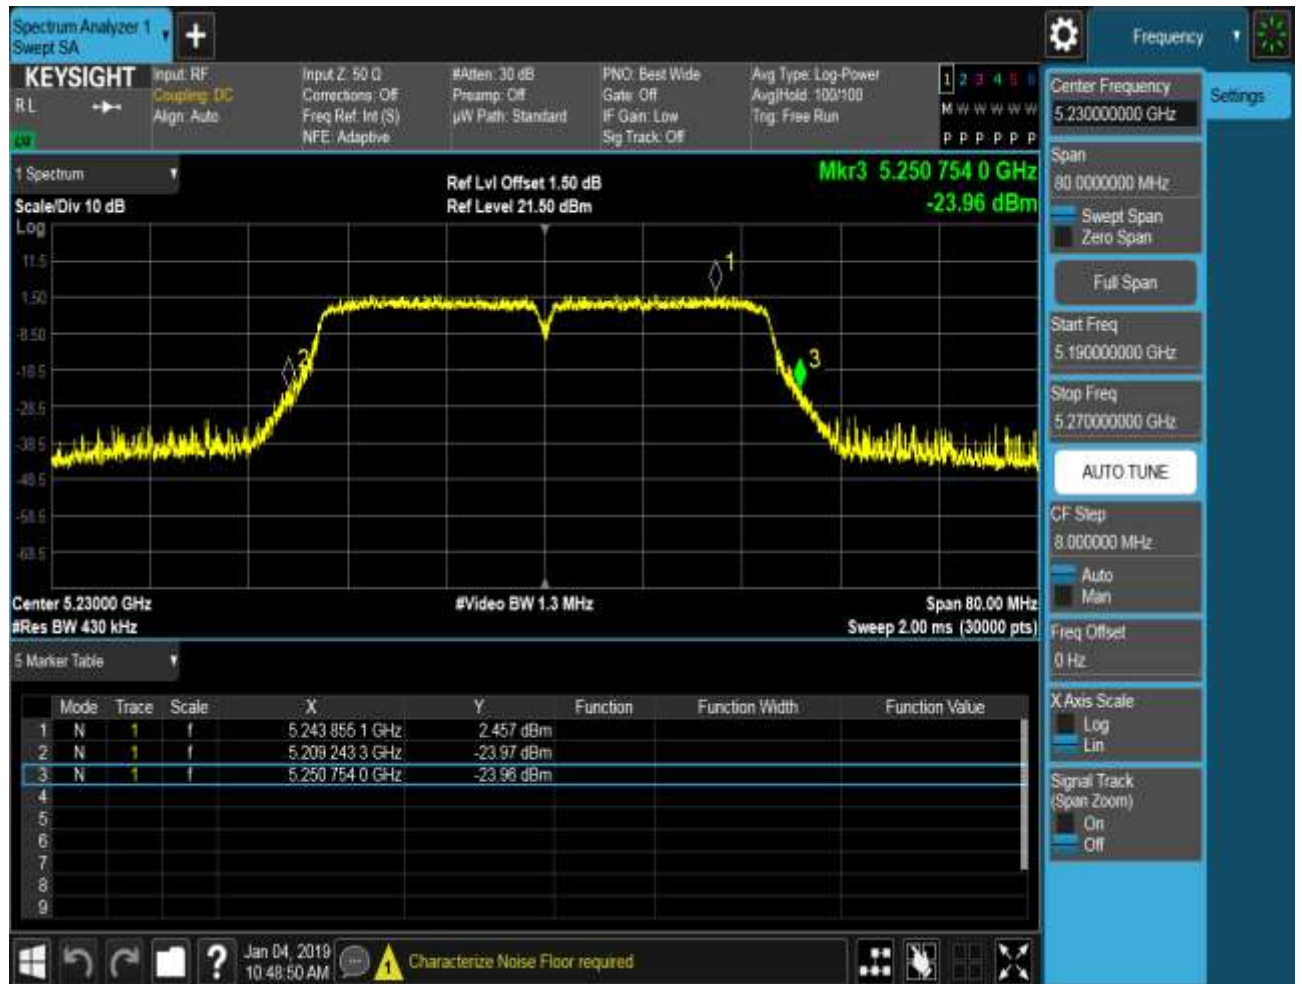 Spectrum Analyzer 1
Swept SA
+
Frequency
KEYSIGHT
RL
Input: RF
Coupling: DC
Align: Auto
Input Z: 50 Ω
Corrections: Off
Freq Ref: Int (S)
NFE: Adaptive
#Atten: 30 dB
Preamp: Off
µW Path: Standard
PNO: Best Wide
Gate: Off
IF Gain: Low
Sig Track: Off
Avg Type: Log-Power
Avg|Hold: 100/100
Trig: Free Run
1 2 3 4 5 6
M W W W W W
P P P P P P
1 Spectrum
Scale/Div 10 dB
Ref Lvl Offset 1.50 dB
Ref Level 21.50 dBm
Mkr3 5.250 754 0 GHz
-23.96 dBm
Log
11.5
1.50
-8.50
-18.5
-28.5
-38.5
-48.5
-58.5
-68.5
1
2
3
Center 5.23000 GHz
#Res BW 430 kHz
#Video BW 1.3 MHz
Span 80.00 MHz
Sweep 2.00 ms (30000 pts)
5 Marker Table
Mode Trace Scale X Y Function Function Width Function Value
1 N 1 f 5.243 855 1 GHz 2.457 dBm
2 N 1 f 5.209 243 3 GHz -23.97 dBm
3 N 1 f 5.250 754 0 GHz -23.96 dBm
4
5
6
7
8
9
Center Frequency
5.230000000 GHz
Settings
Span
80.0000000 MHz
Swept Span
Zero Span
Full Span
Start Freq
5.190000000 GHz
Stop Freq
5.270000000 GHz
AUTO TUNE
CF Step
8.000000 MHz
Auto
Man
Freq Offset
0 Hz
X Axis Scale
Log
Lin
Signal Track
(Span Zoom)
On
Off
?
Jan 04, 2019
10:48:50 AM
1
Characterize Noise Floor required